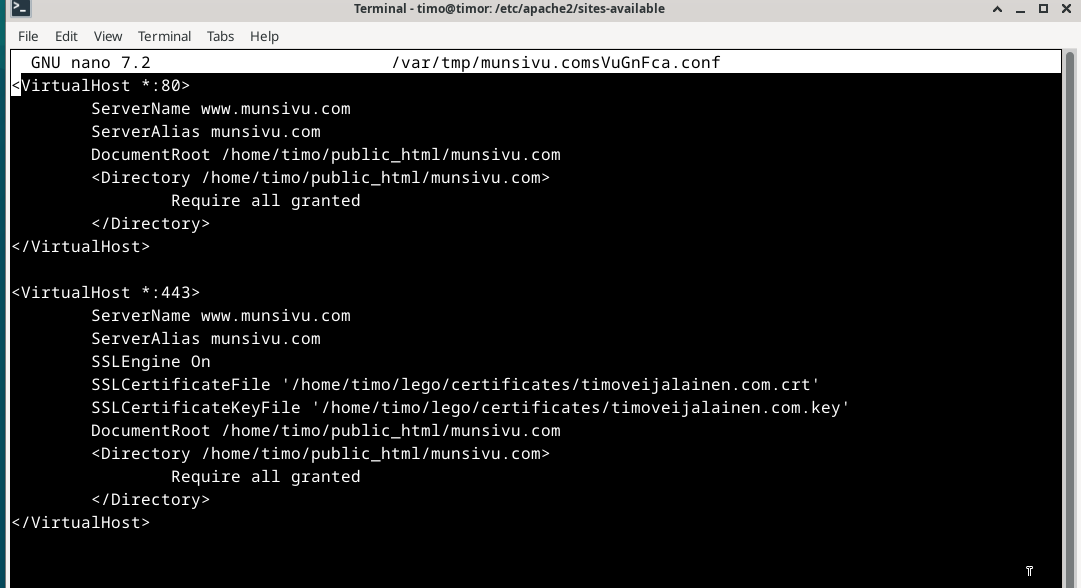 Terminal - timo@timor: /etc/apache2/sites-available
File Edit View Terminal Tabs Help
GNU nano 7.2 /var/tmp/munsivu.comsVuGnFca.conf
<VirtualHost *:80>
        ServerName www.munsivu.com
        ServerAlias munsivu.com
        DocumentRoot /home/timo/public_html/munsivu.com
        <Directory /home/timo/public_html/munsivu.com>
                Require all granted
        </Directory>
</VirtualHost>

<VirtualHost *:443>
        ServerName www.munsivu.com
        ServerAlias munsivu.com
        SSLEngine On
        SSLCertificateFile '/home/timo/lego/certificates/timoveijalainen.com.crt'
        SSLCertificateKeyFile '/home/timo/lego/certificates/timoveijalainen.com.key'
        DocumentRoot /home/timo/public_html/munsivu.com
        <Directory /home/timo/public_html/munsivu.com>
                Require all granted
        </Directory>
</VirtualHost>